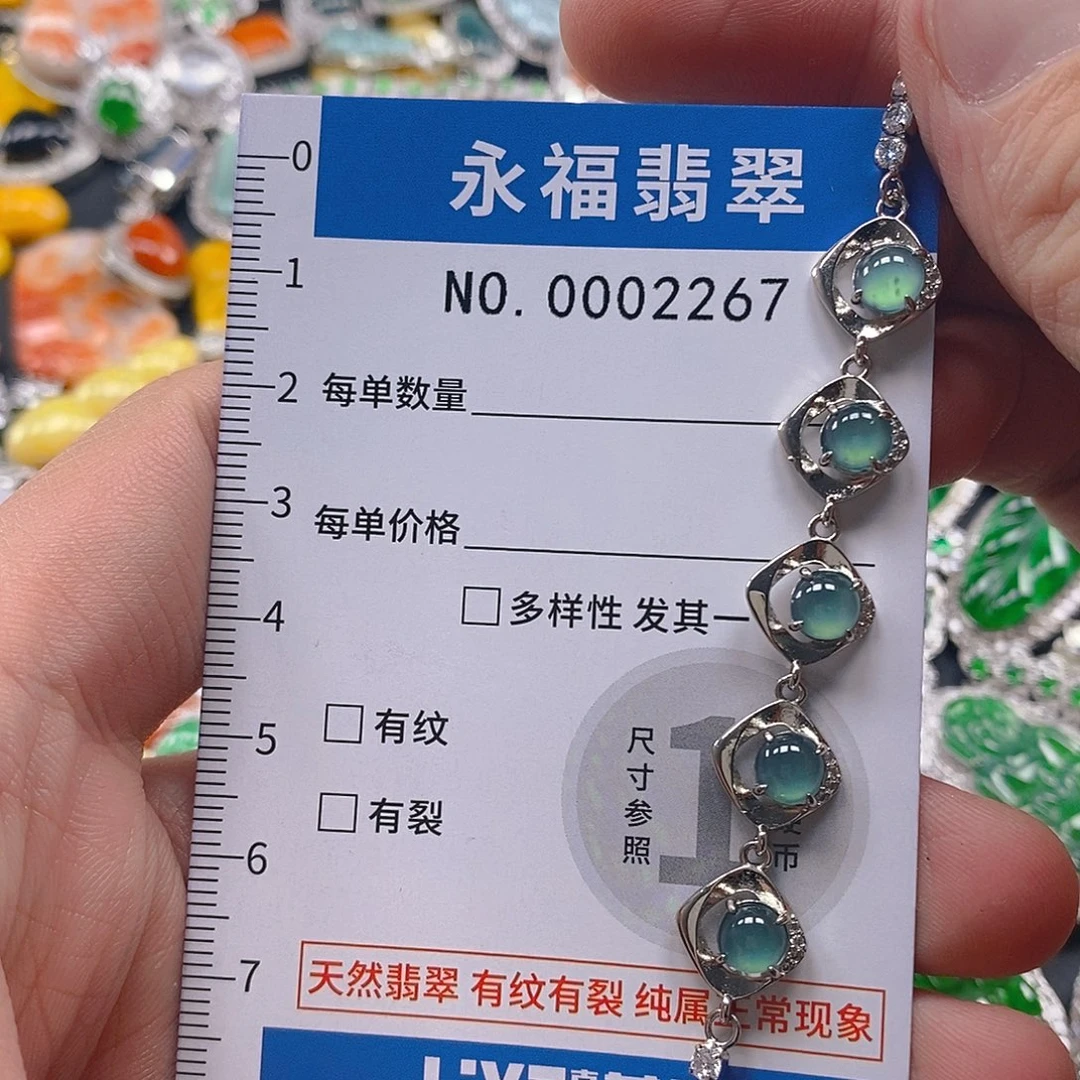 永福翡翠
NO. 0002267
0
1
2
3
4
5
6
7
每单数量
每单价格
多样性 发其一
有纹
有裂
尺寸参照
1
币
天然翡翠 有纹有裂 纯属正常现象